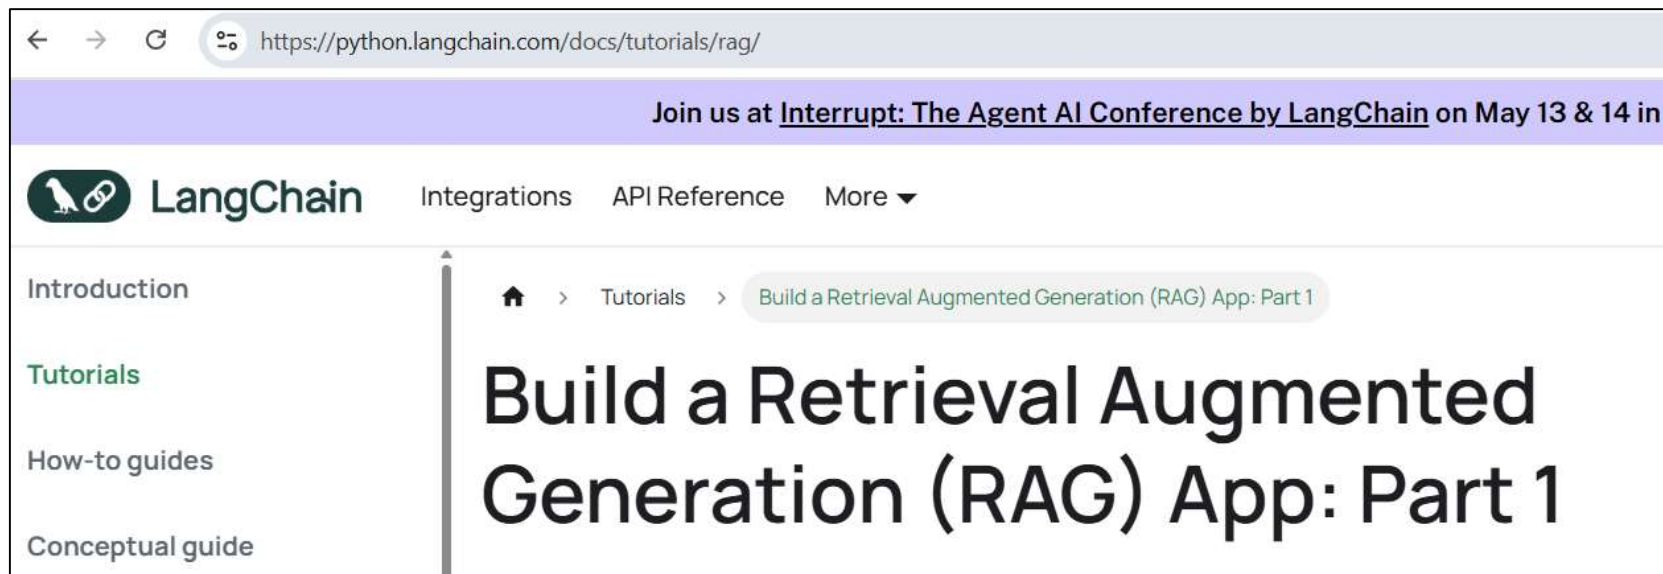 https://python.langchain.com/docs/tutorials/rag/
Join us at Interrupt: The Agent AI Conference by LangChain on May 13 & 14 in
LangChain Integrations API Reference More
Introduction
Tutorials > Build a Retrieval Augmented Generation (RAG) App: Part 1
Tutorials
Build a Retrieval Augmented
How-to guides
Generation (RAG) App: Part 1
Conceptual guide